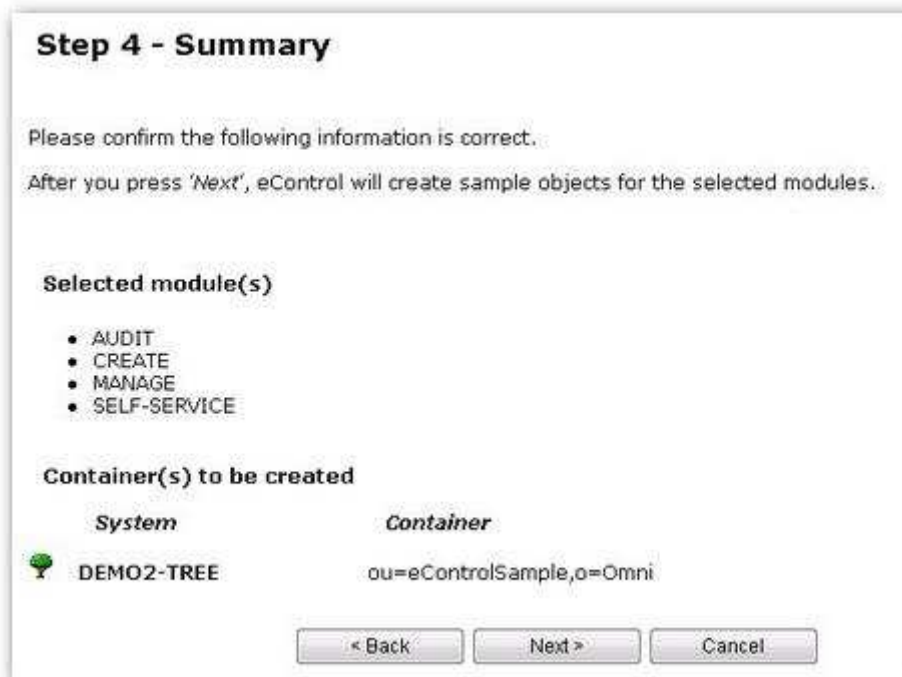 Step 4 - Summary
Please confirm the following information is correct.
After you press 'Next', eControl will create sample objects for the selected modules.
Selected module(s)
• AUDIT
• CREATE
• MANAGE
• SELF-SERVICE
Container(s) to be created
System Container
DEMO2-TREE ou=eControlSample,o=Omni
< Back Next > Cancel